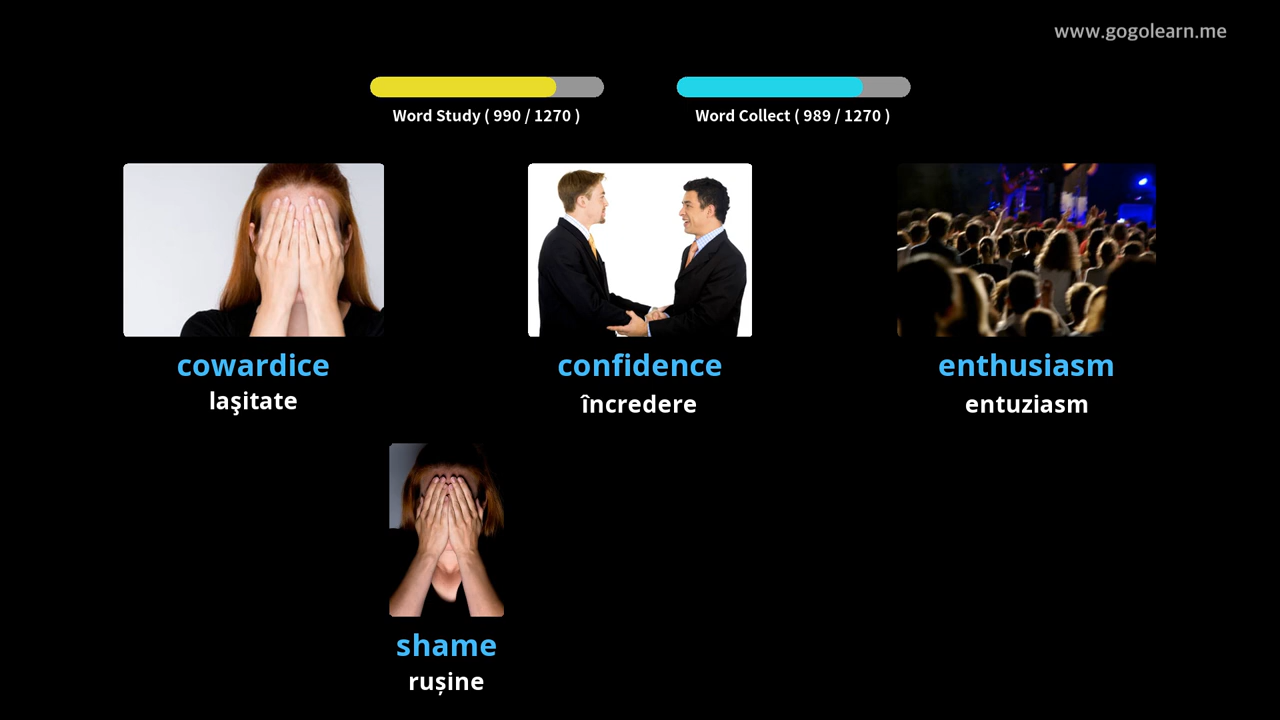 www.gogolearn.me
Word Study ( 990 / 1270 )
Word Collect ( 989 / 1270 )
cowardice
laşitate
confidence
încredere
enthusiasm
entuziasm
shame
rușine